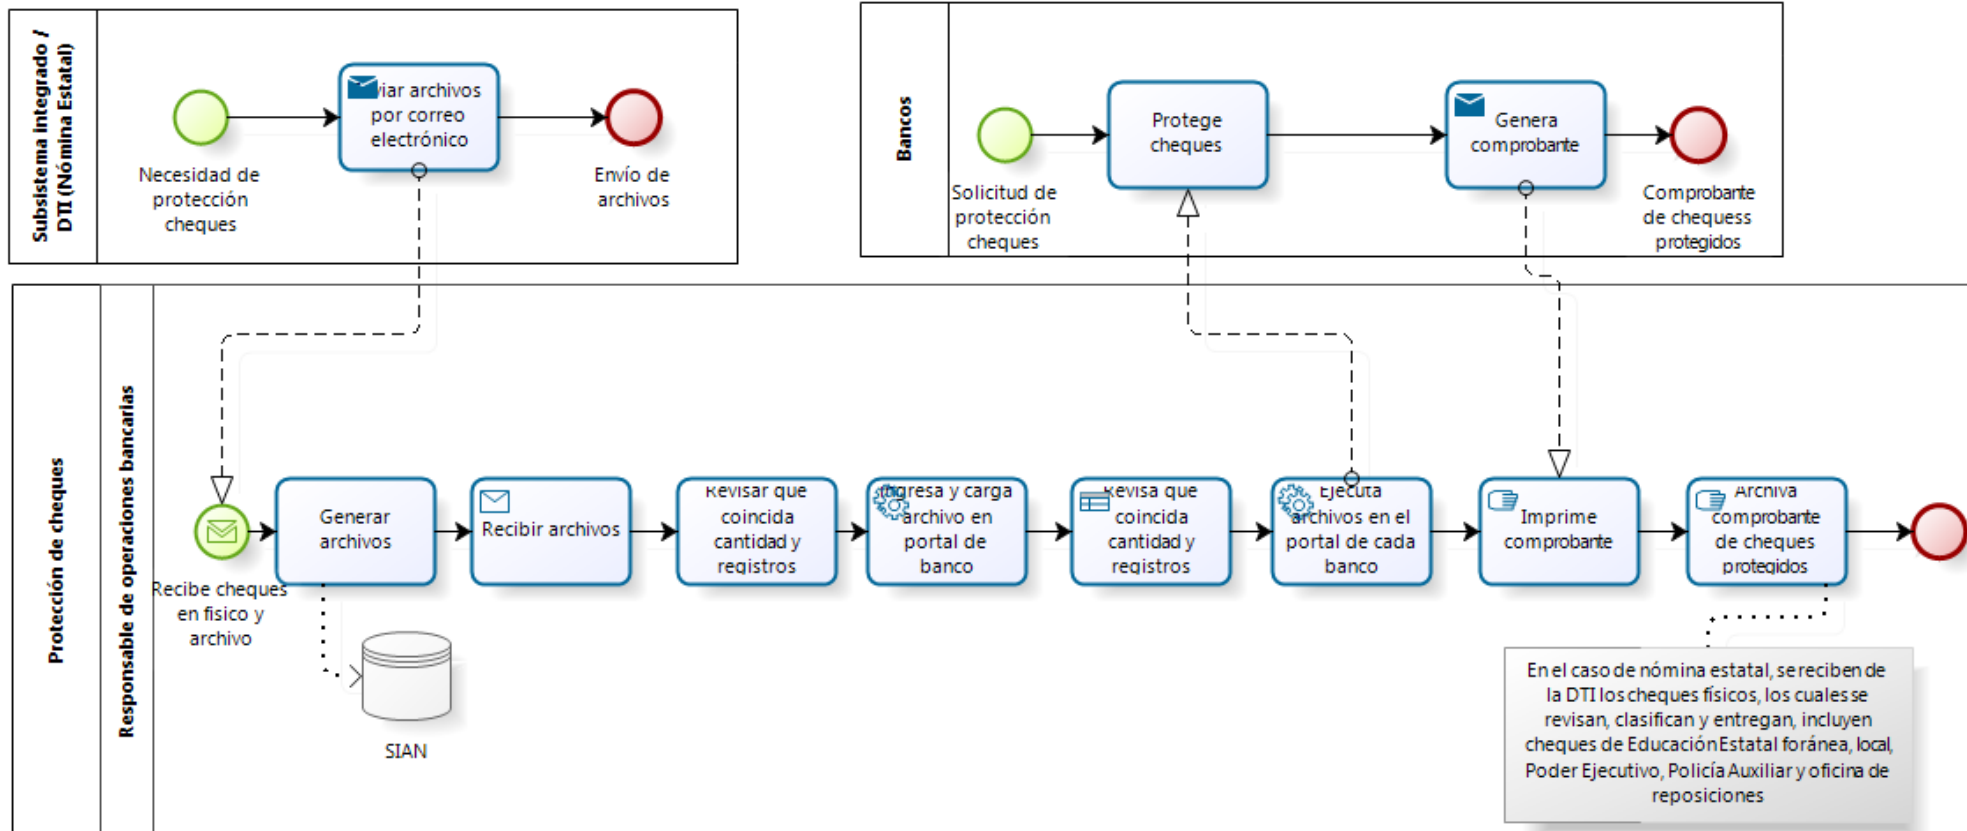 Subsistema integrado /
DTI (Nómina Estatal)
Necesidad de
protección
cheques
viar archivos
por correo
electrónico
Envío de
archivos
Bancos
Solicitud de
protección
cheques
Protege
cheques
Genera
comprobante
Comprobante
de chequess
protegidos
Protección de cheques
Responsable de operaciones bancarias
Recibe cheques
en fisico y
archivo
Generar
archivos
SIAN
Recibir archivos
Revisar que
coincida
cantidad y
registros
Ingresa y carga
archivo en
portal de
banco
Revisa que
coincida
cantidad y
registros
Ejecuta
archivos en el
portal de cada
banco
Imprime
comprobante
Archiva
comprobante
de cheques
protegidos
En el caso de nómina estatal, se reciben de
la DTI los cheques físicos, los cuales se
revisan, clasifican y entregan, incluyen
cheques de Educación Estatal foránea, local,
Poder Ejecutivo, Policía Auxiliar y oficina de
reposiciones